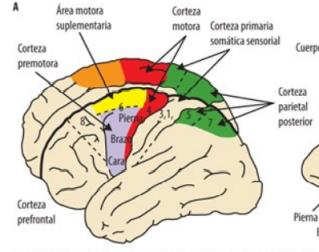 A
Área motora
suplementaria
Corteza
motora
Corteza primaria
somática sensorial
Corteza
premotora
Cuerpo
Corteza
parietal
posterior
6
4
Pierna
3,1,
5
7
8
Brazo
Cara
Corteza
prefrontal
Pierna